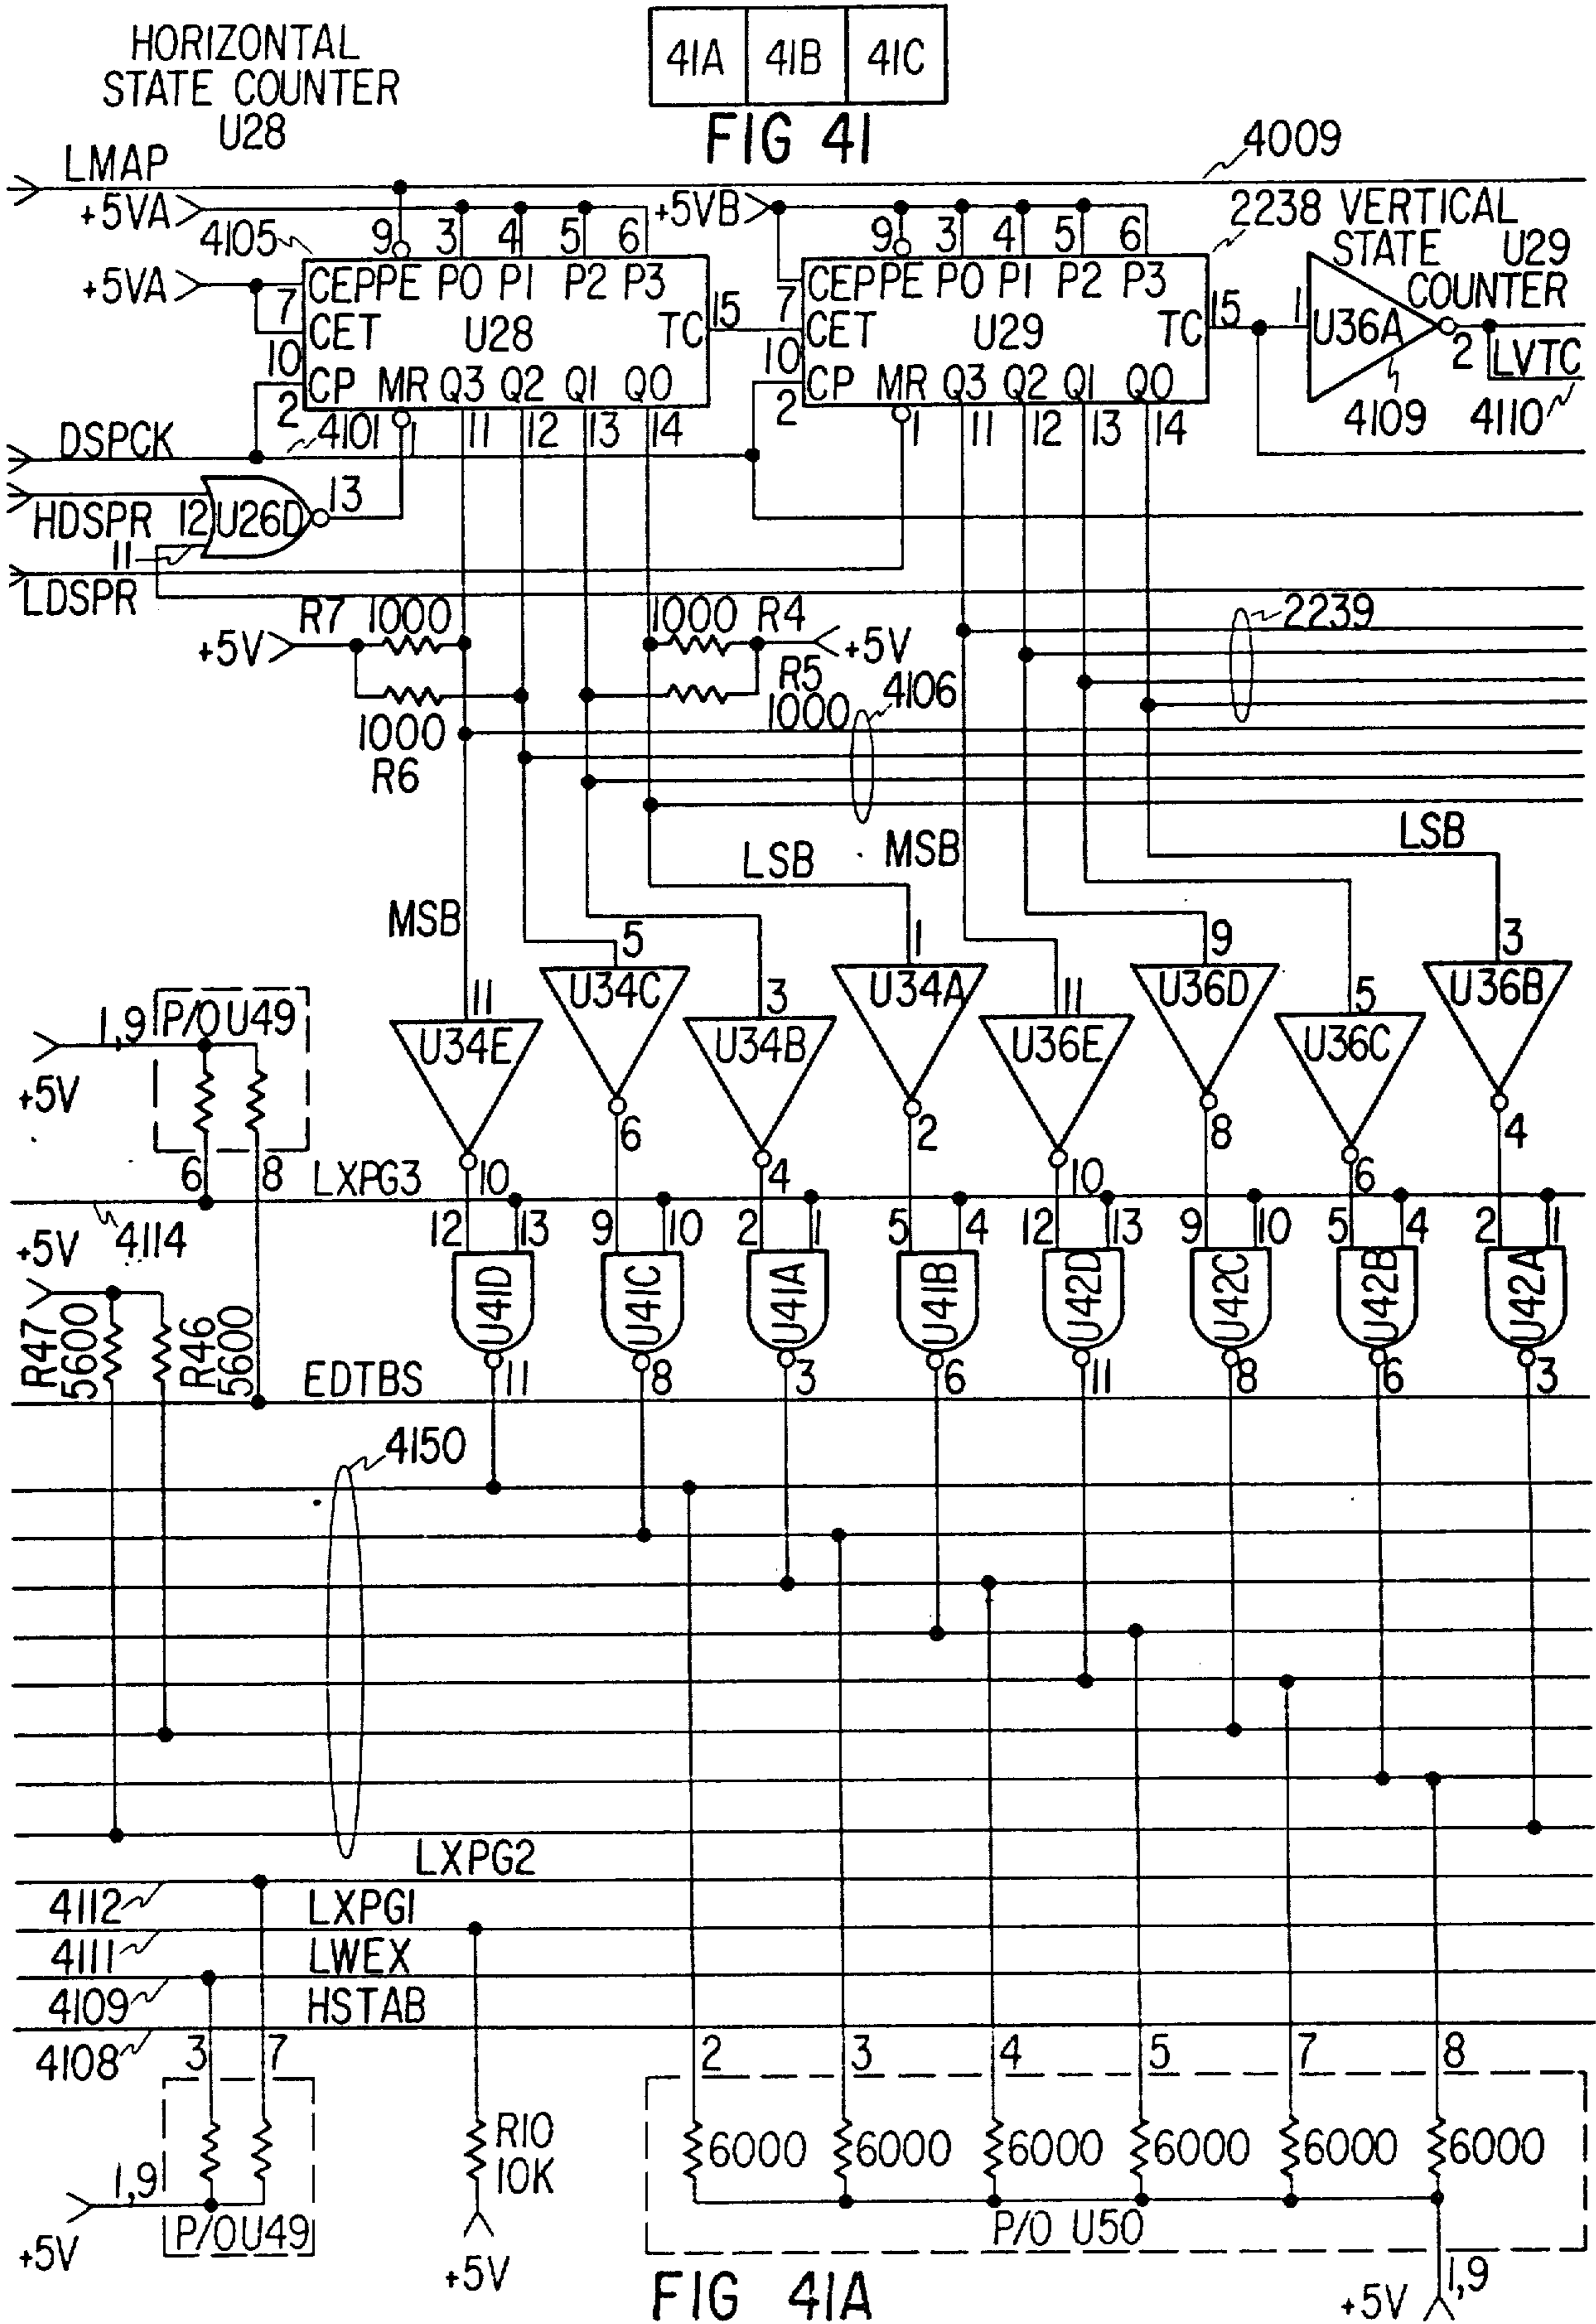 HORIZONTAL
STATE COUNTER
U28
41A 41B 41C
FIG 41
LMAP
4009
+5VA
+5VB
2238 VERTICAL
STATE U29
COUNTER
4105 9 3 4 5 6
9 3 4 5 6
+5VA
CEP PE P0 P1 P2 P3
CEP PE P0 P1 P2 P3
7 CET U28 TC 15
7 CET U29 TC 15
1 U36A 2 LVTC
10 CP MR Q3 Q2 Q1 Q0
10 CP MR Q3 Q2 Q1 Q0
2 4101 1 11 12 13 14
2 1 11 12 13 14
4109 4110
DSPCK
HDSPR 12 U26D 13
11
LDSPR
R7 1000 1000 R4
2239
+5V +5V
R5
1000 4106
1000
R6
LSB MSB LSB
MSB
5 1 9 3
U34C U34A U36D U36B
1,9 P/O U49 11 3 11 5
U34E U34B U36E U36C
+5V
6 2 8 4
6 8 LXPG3 10 4 10 6
4114
12 13 9 10 2 1 5 4 12 13 9 10 5 4 2 1
+5V
U41D U41C U41A U41B U42D U42C U42B U42A
R47 5600 R46 5600
EDTBS 11 8 3 6 11 8 6 3
4150
LXPG2
4112 LXPG1
4111 LWEX
4109 HSTAB
4108 3 7 2 3 4 5 7 8
R10
10K
6000 6000 6000 6000 6000 6000
1,9
P/O U49
P/O U50
+5V +5V
1,9
+5V
FIG 41A